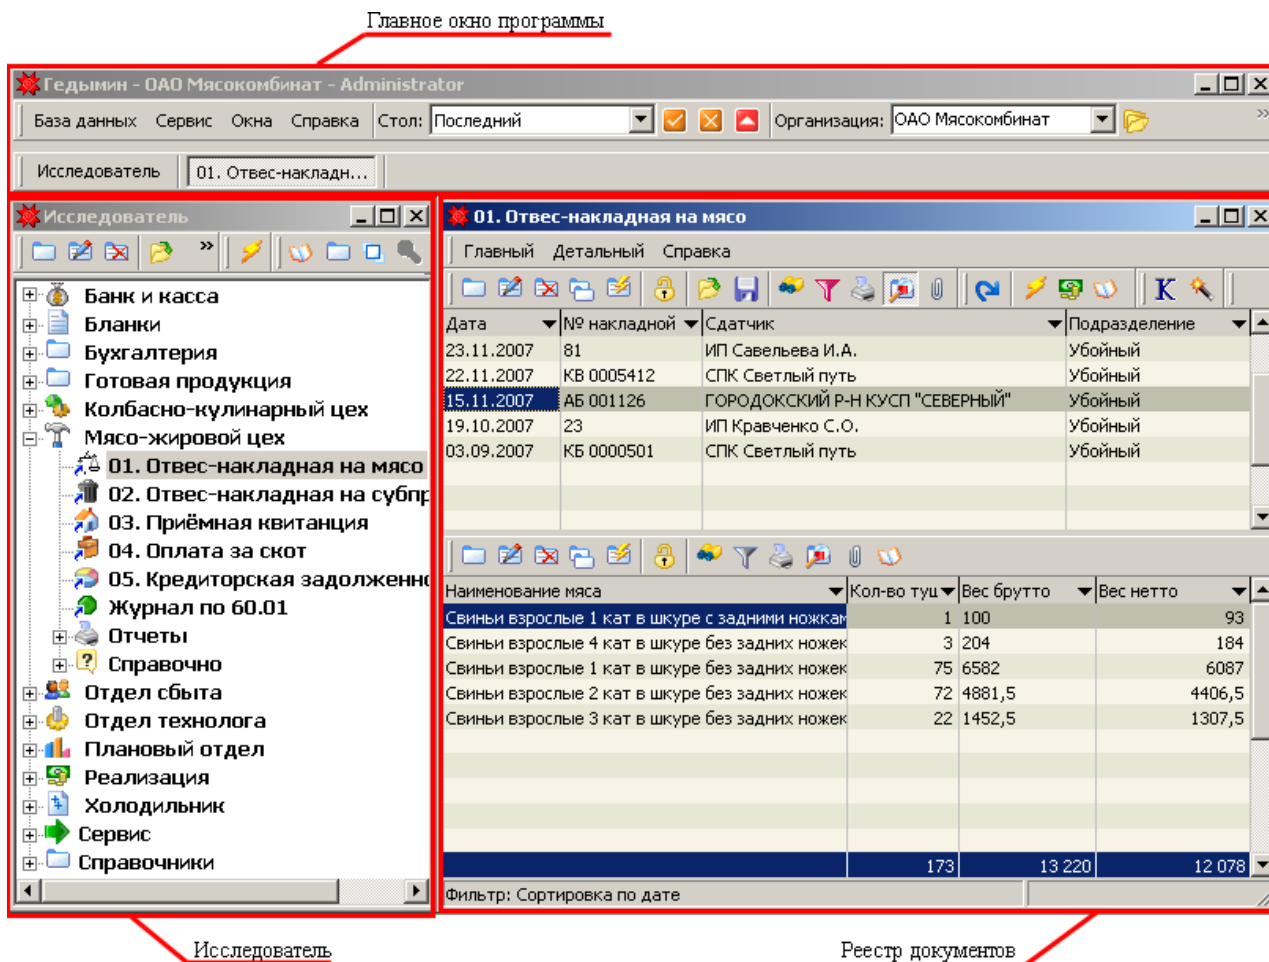 Главное окно программы
Гедымин - ОАО Мясокомбинат - Administrator
База данных Сервис Окна Справка Стол: Последний Организация: ОАО Мясокомбинат
Исследователь 01. Отвес-накладн...
Исследователь
Банк и касса
Бланки
Бухгалтерия
Готовая продукция
Колбасно-кулинарный цех
Мясо-жировой цех
01. Отвес-накладная на мясо
02. Отвес-накладная на субпр
03. Приёмная квитанция
04. Оплата за скот
05. Кредиторская задолженно
Журнал по 60.01
Отчеты
Справочно
Отдел сбыта
Отдел технолога
Плановый отдел
Реализация
Холодильник
Сервис
Справочники
01. Отвес-накладная на мясо
Главный Детальный Справка
K
Дата № накладной Сдатчик Подразделение
23.11.2007 81 ИП Савельева И.А. Убойный
22.11.2007 КВ 0005412 СПК Светлый путь Убойный
15.11.2007 АБ 001126 ГОРОДОКСКИЙ Р-Н КУСП "СЕВЕРНЫЙ" Убойный
19.10.2007 23 ИП Кравченко С.О. Убойный
03.09.2007 КБ 0000501 СПК Светлый путь Убойный
Наименование мяса Кол-во туш Вес брутто Вес нетто
Свиньи взрослые 1 кат в шкуре с задними ножкам 1 100 93
Свиньи взрослые 4 кат в шкуре без задних ножек 3 204 184
Свиньи взрослые 1 кат в шкуре без задних ножек 75 6582 6087
Свиньи взрослые 2 кат в шкуре без задних ножек 72 4881,5 4406,5
Свиньи взрослые 3 кат в шкуре без задних ножек 22 1452,5 1307,5
173 13 220 12 078
Фильтр: Сортировка по дате
Исследователь
Реестр документов